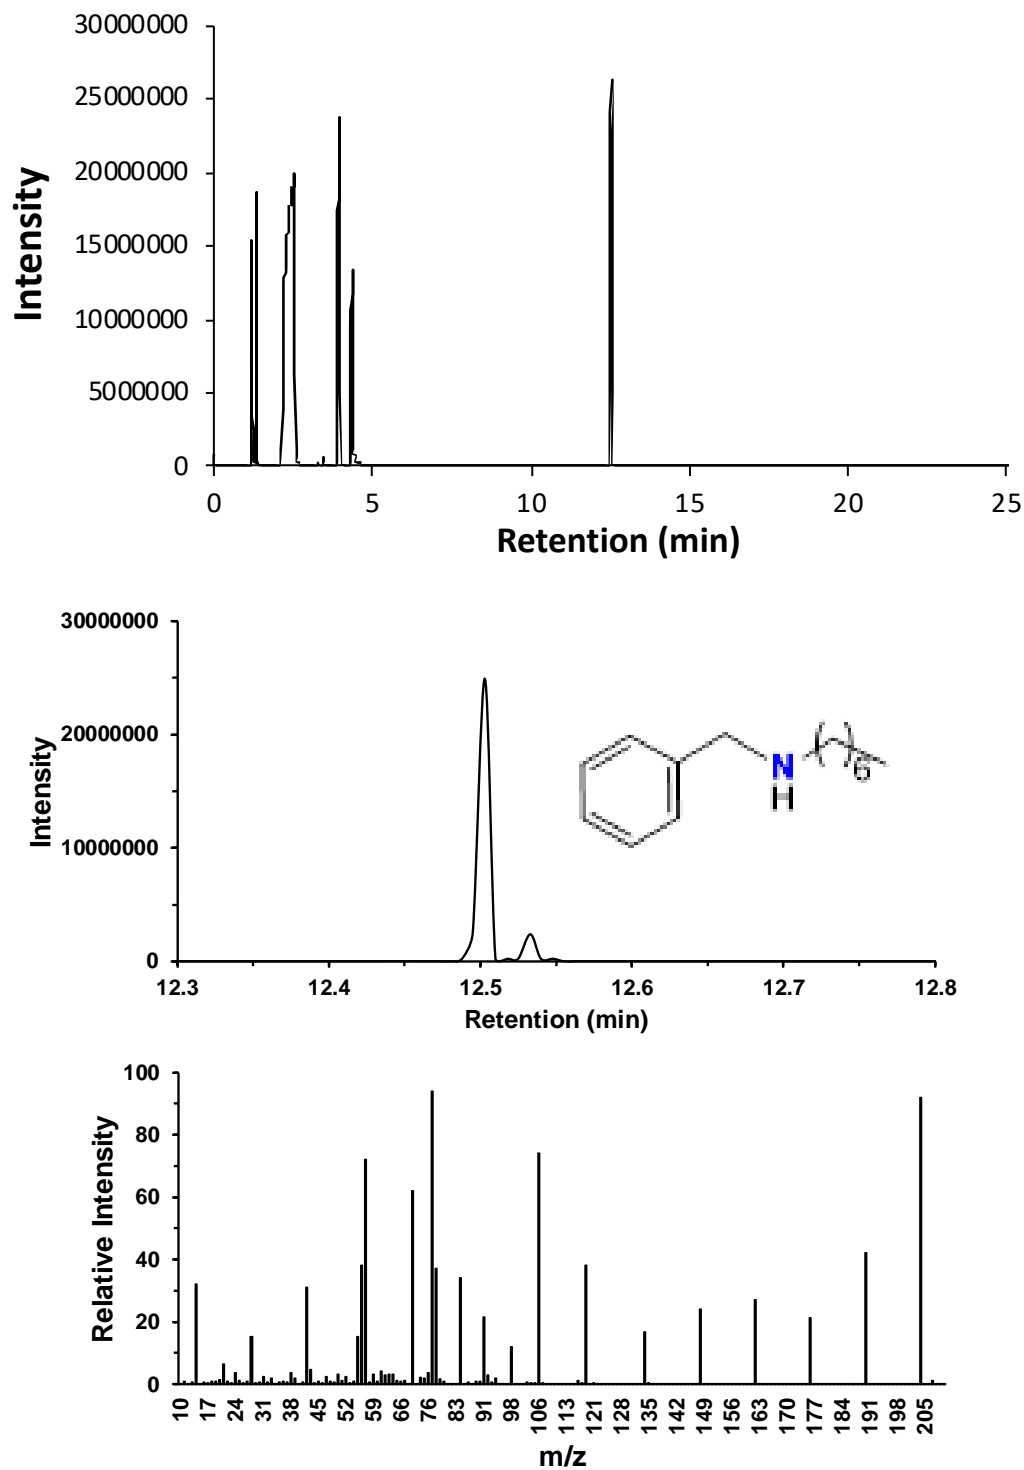 30000000
25000000
20000000
15000000
10000000
5000000
0
Intensity
0 5 10 15 20 25
Retention (min)
30000000
20000000
10000000
0
Intensity
N
H
( ) 6
12.3 12.4 12.5 12.6 12.7 12.8
Retention (min)
100
80
60
40
20
0
Relative Intensity
10 17 24 31 38 45 52 59 66 76 83 91 98 106 113 121 128 135 142 149 156 163 170 177 184 191 198 205
m/z